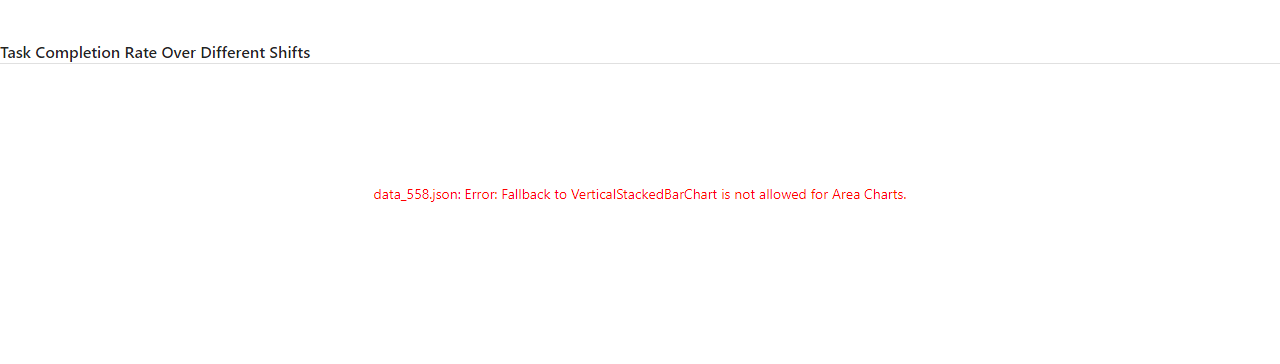 Task Completion Rate Over Different Shifts
data_558.json: Error: Fallback to VerticalStackedBarChart is not allowed for Area Charts.